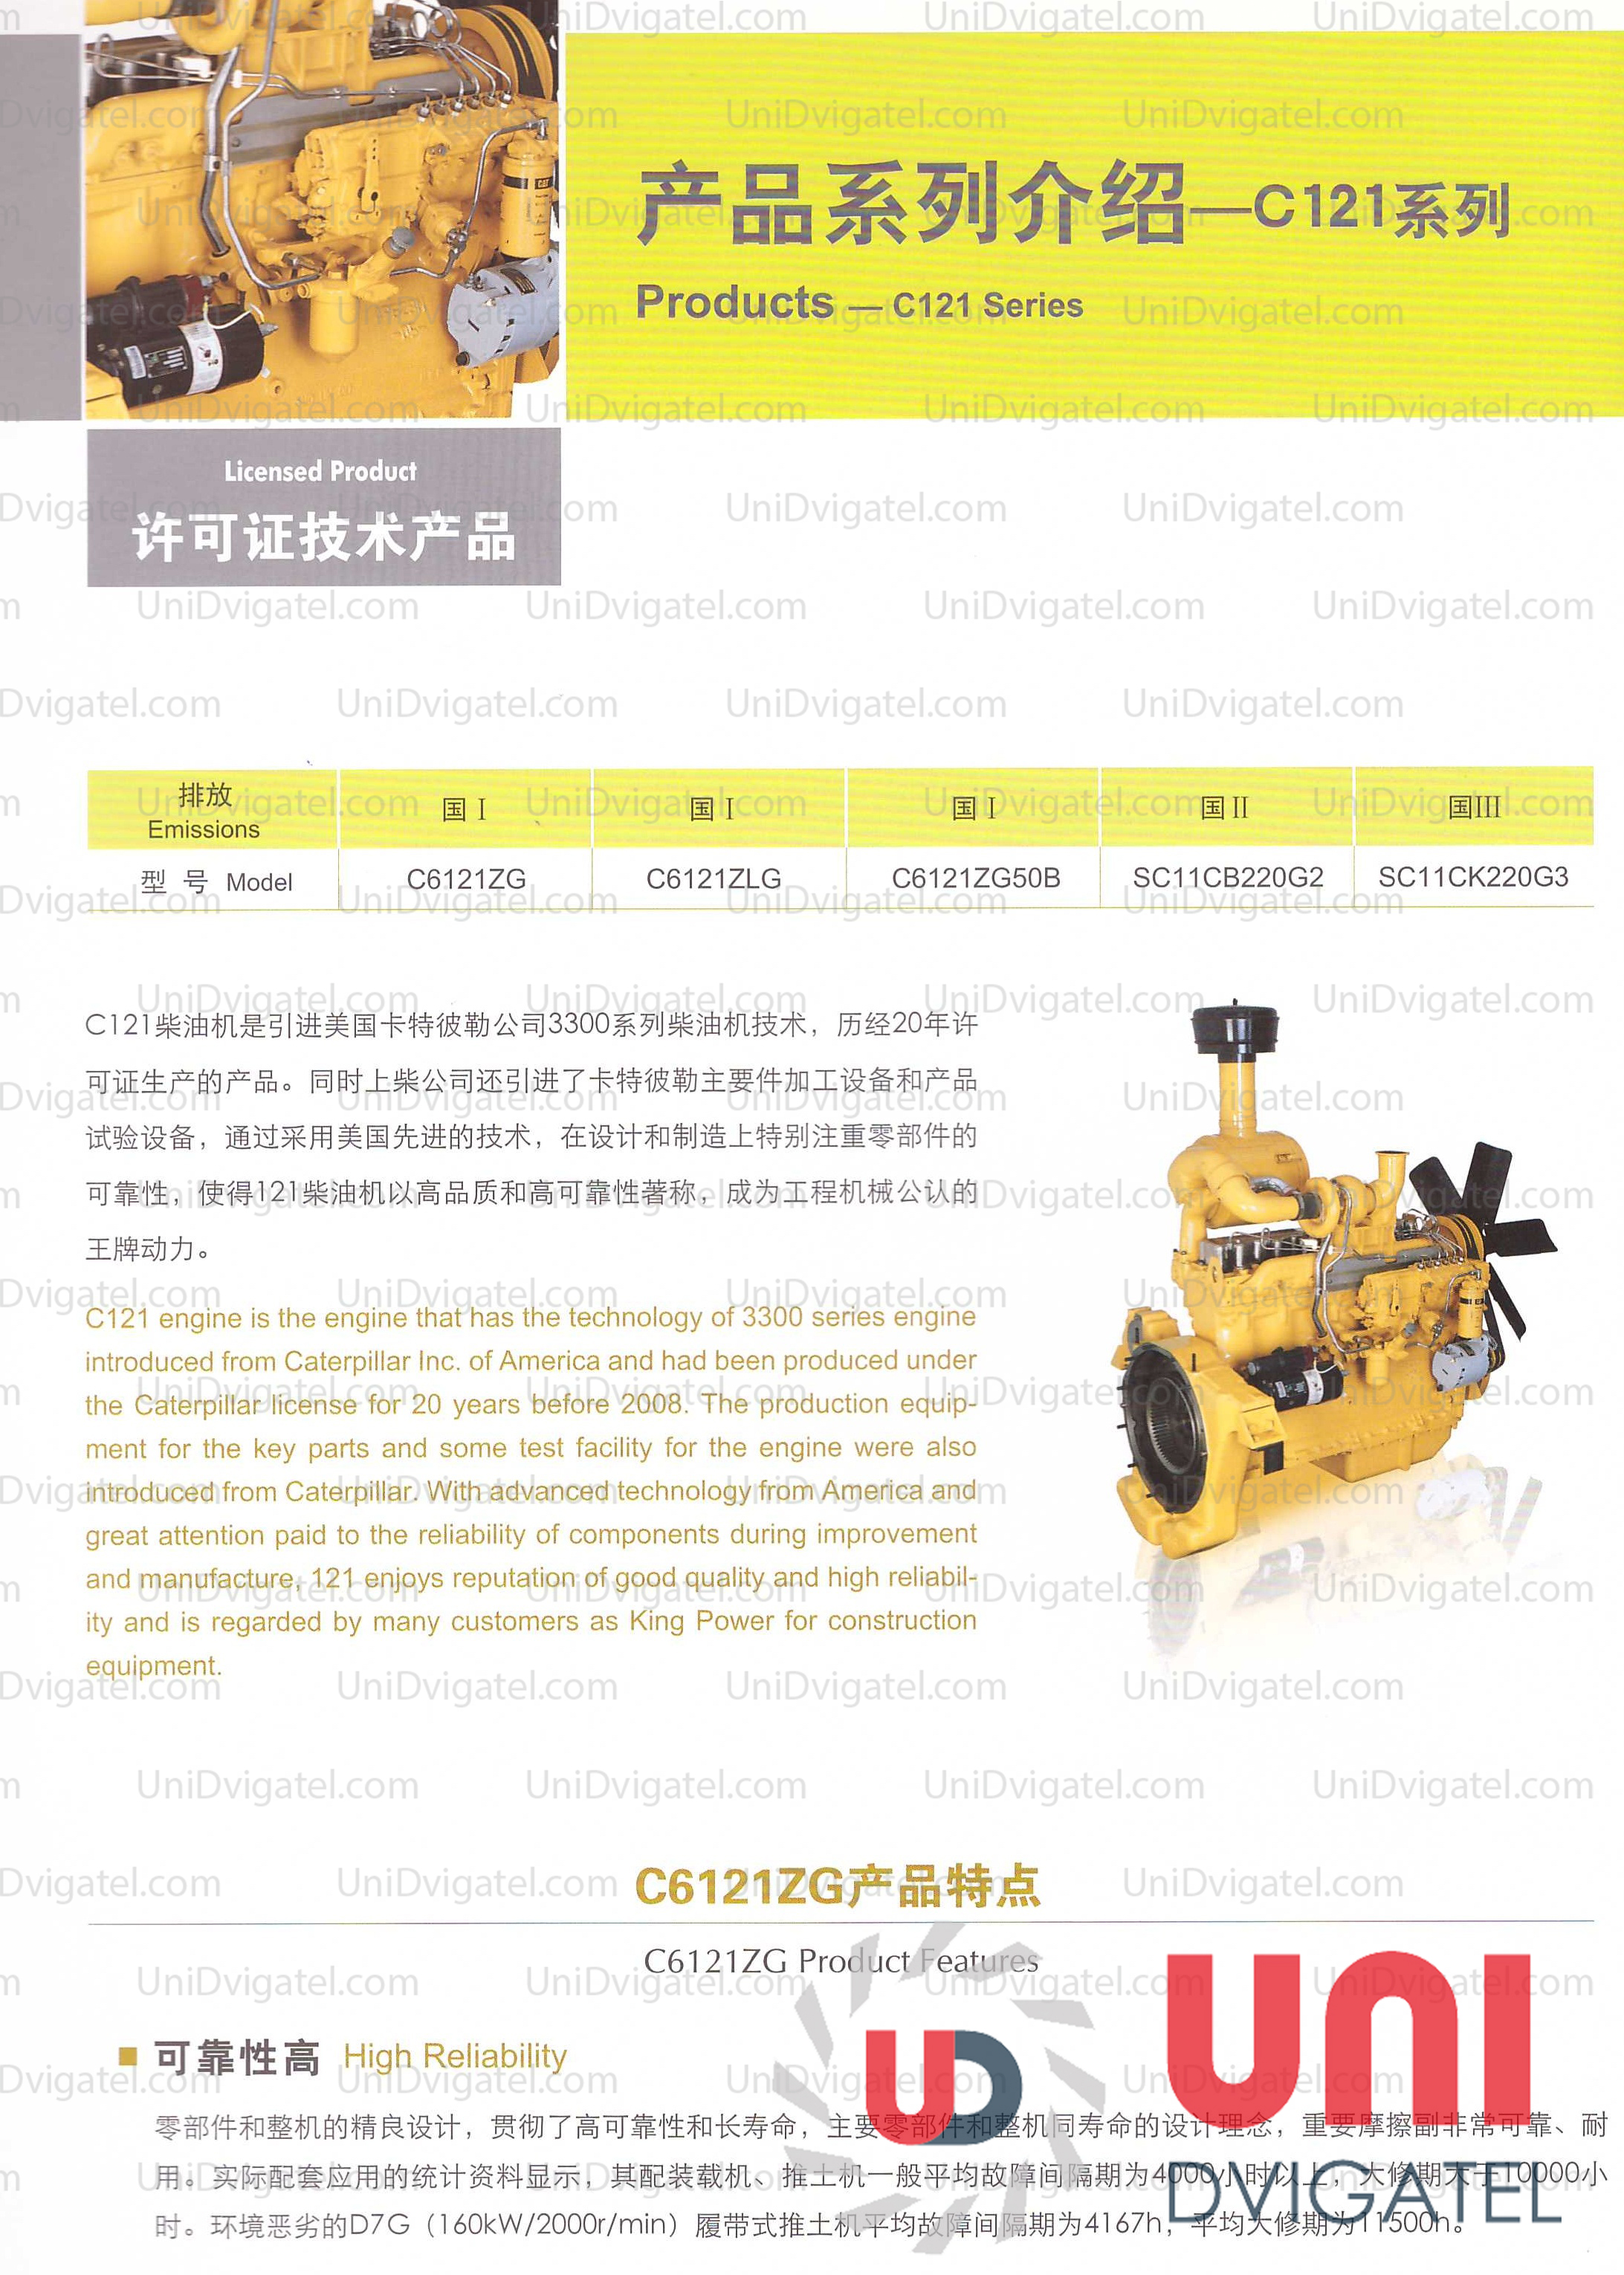 产品系列介绍—C121系列
Products — C121 Series
Licensed Product
许可证技术产品
排放 国Ⅰ 国Ⅰ 国Ⅰ 国Ⅱ 国Ⅲ
Emissions
型 号 Model C6121ZG C6121ZLG C6121ZG50B SC11CB220G2 SC11CK220G3
C121柴油机是引进美国卡特彼勒公司3300系列柴油机技术，历经20年许
可证生产的产品。同时上柴公司还引进了卡特彼勒主要件加工设备和产品
试验设备，通过采用美国先进的技术，在设计和制造上特别注重零部件的
可靠性，使得121柴油机以高品质和高可靠性著称，成为工程机械公认的
王牌动力。
C121 engine is the engine that has the technology of 3300 series engine
introduced from Caterpillar Inc. of America and had been produced under
the Caterpillar license for 20 years before 2008. The production equip-
ment for the key parts and some test facility for the engine were also
introduced from Caterpillar. With advanced technology from America and
great attention paid to the reliability of components during improvement
and manufacture, 121 enjoys reputation of good quality and high reliabil-
ity and is regarded by many customers as King Power for construction
equipment.
C6121ZG产品特点
C6121ZG Product Features
可靠性高 High Reliability
零部件和整机的精良设计，贯彻了高可靠性和长寿命，主要零部件和整机同寿命的设计理念，重要摩擦副非常可靠、耐
用。实际配套应用的统计资料显示，其配装载机、推土机一般平均故障间隔期为4000小时以上，大修期大于10000小
时。环境恶劣的D7G（160kW/2000r/min）履带式推土机平均故障间隔期为4167h，平均大修期为11500h。
UD
UNI
DVIGATEL
UniDvigatel.com